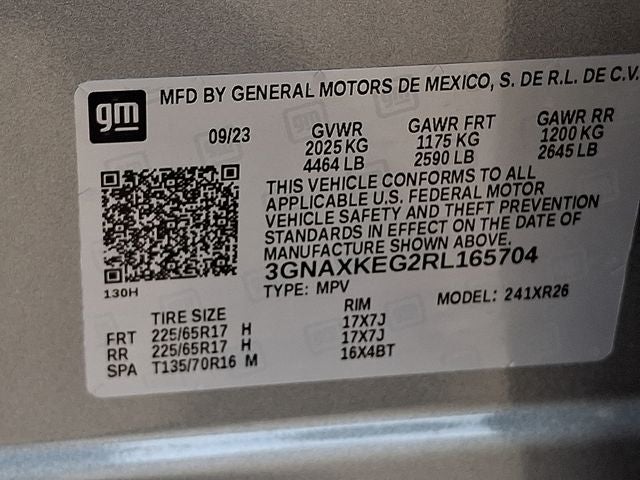 gm MFD BY GENERAL MOTORS DE MEXICO, S. DE R.L. DE C.V.
09/23 GVWR GAWR FRT GAWR RR
2025 KG 1175 KG 1200 KG
4464 LB 2590 LB 2645 LB
THIS VEHICLE CONFORMS TO ALL
APPLICABLE U.S. FEDERAL MOTOR
VEHICLE SAFETY AND THEFT PREVENTION
STANDARDS IN EFFECT ON THE DATE OF
MANUFACTURE SHOWN ABOVE.
3GNAXKEG2RL165704
130H TYPE: MPV MODEL: 241XR26
TIRE SIZE RIM
FRT 225/65R17 H 17X7J
RR 225/65R17 H 17X7J
SPA T135/70R16 M 16X4BT